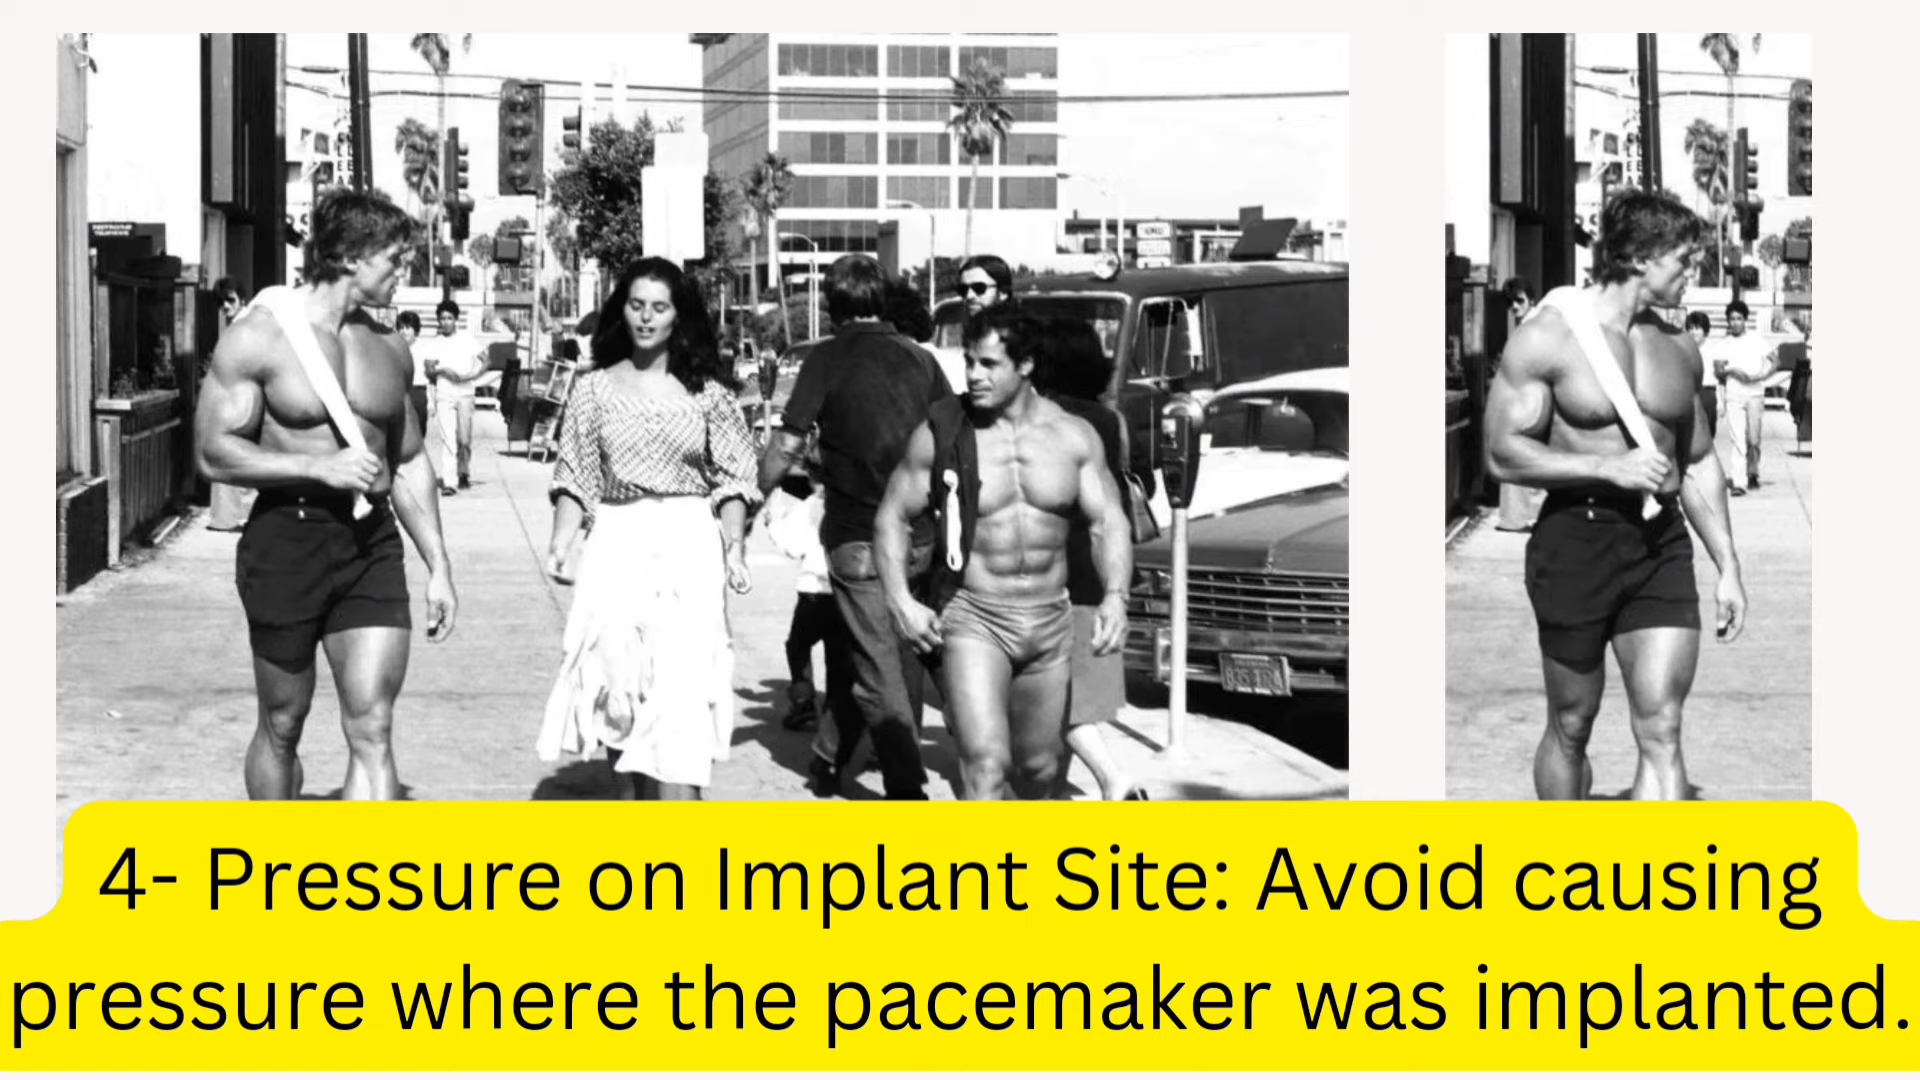 4- Pressure on Implant Site: Avoid causing
pressure where the pacemaker was implanted.